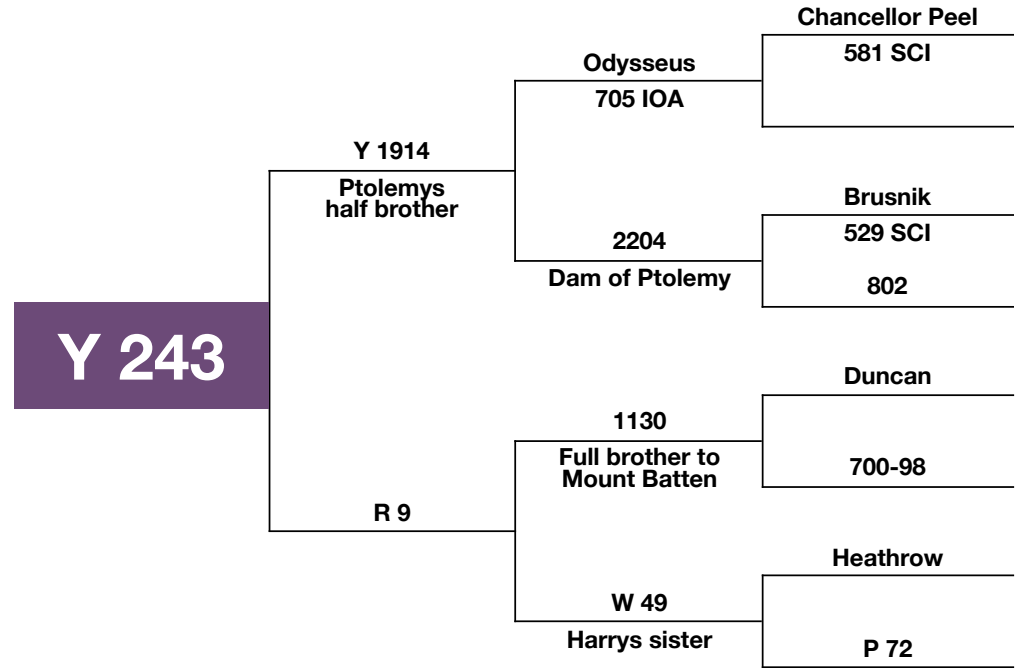 Chancellor Peel
581 SCI
Odysseus
705 IOA
Y 1914
Ptolemys
half brother
Brusnik
529 SCI
2204
Dam of Ptolemy
802
Y 243
Duncan
1130
Full brother to
Mount Batten
700-98
R 9
Heathrow
W 49
Harrys sister
P 72